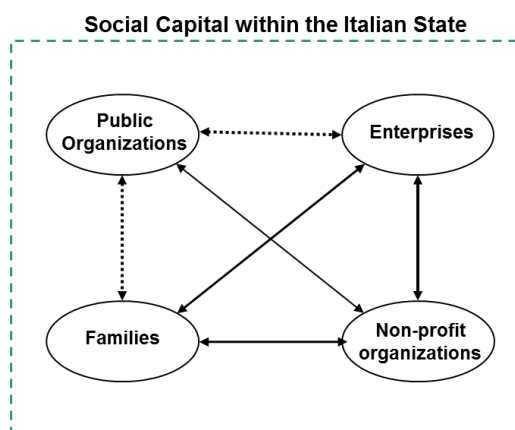 Social Capital within the Italian State
Public
Organizations
Enterprises
Families
Non-profit
organizations